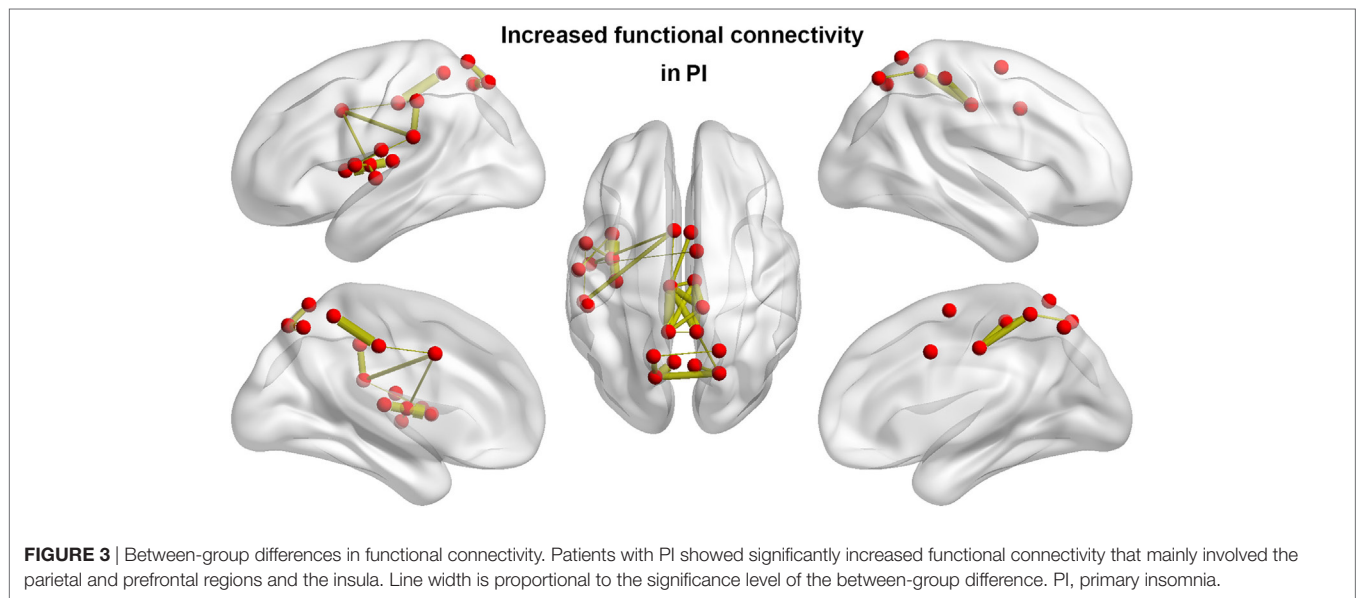 Increased functional connectivity
in PI
FIGURE 3 | Between-group differences in functional connectivity. Patients with PI showed significantly increased functional connectivity that mainly involved the
parietal and prefrontal regions and the insula. Line width is proportional to the significance level of the between-group difference. PI, primary insomnia.